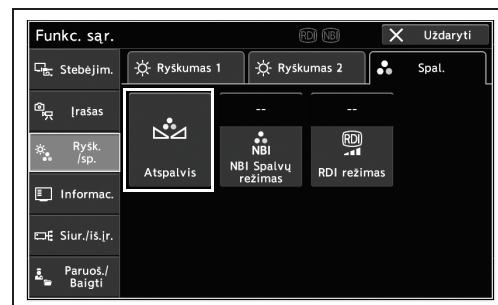 Funkc. sąr.
RDI NBI
Uždaryti
Stebėjim.
Ryškumas 1
Ryškumas 2
Spal.
Įrašas
Ryšk.
/sp.
Informac.
Siur./iš.įr.
Paruoš./
Baigti
Atspalvis
--
NBI
NBI Spalvų
režimas
--
RDI
RDI režimas